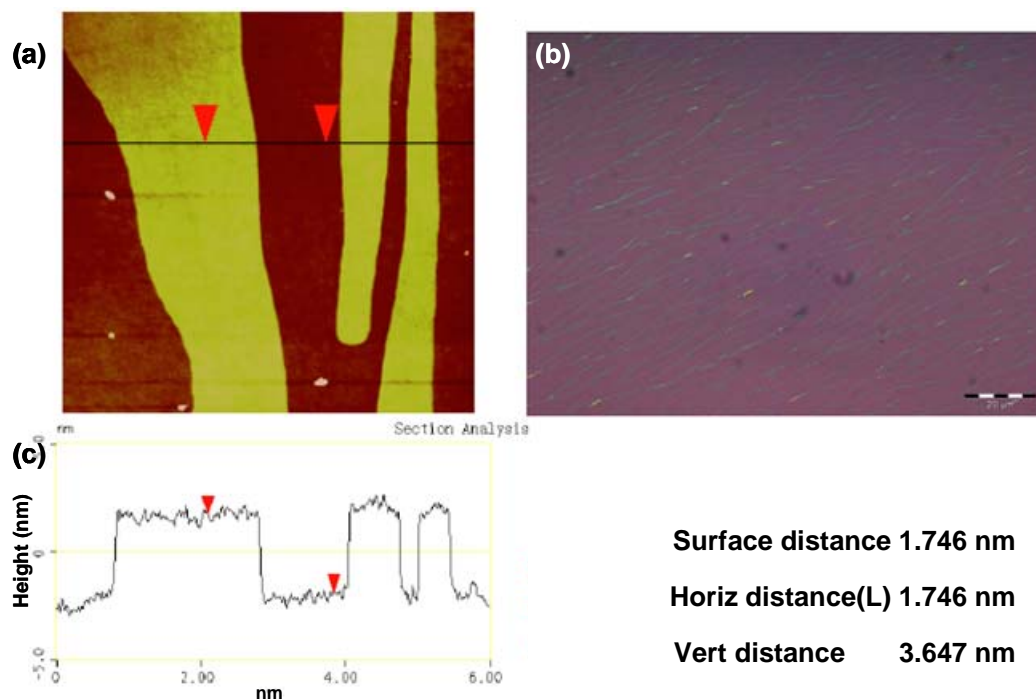 (a)
(b)
nm
Section Analysis
(c)
Height (nm)
0
-5.0
0
2.00
4.00
6.00
nm
Surface distance 1.746 nm
Horiz distance(L) 1.746 nm
Vert distance 3.647 nm